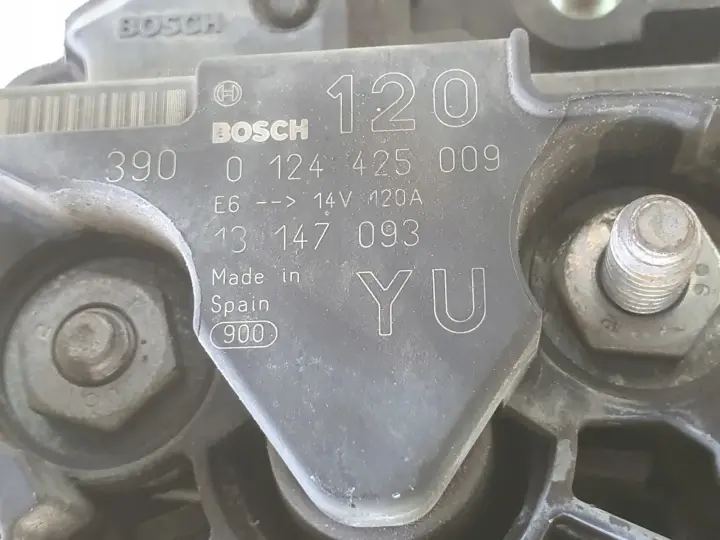 BOSCH
BOSCH 120
390 0 124 425 009
E6 --> 14V 120A
13 147 093
Made in
Spain
900
YU